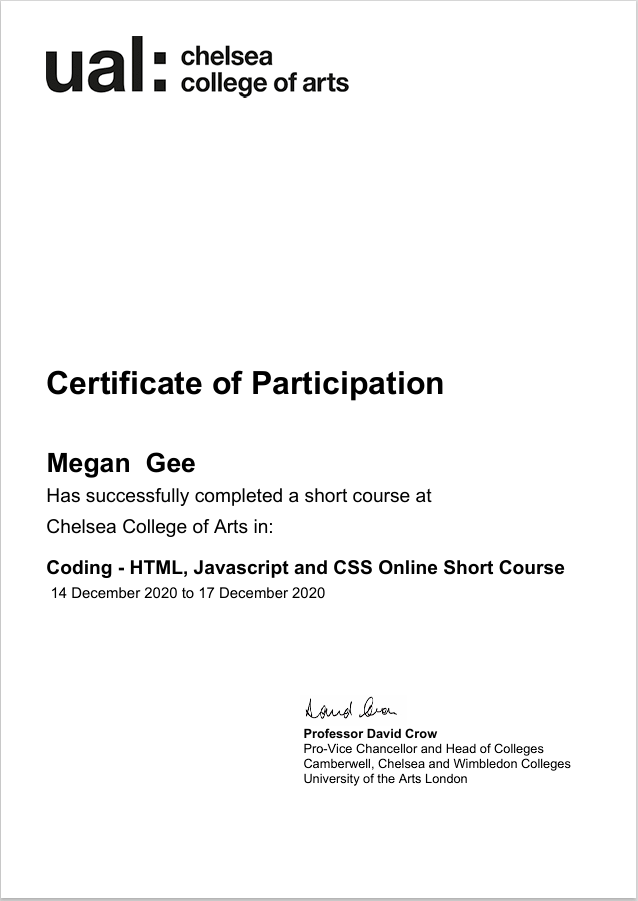 ual: chelsea
college of arts
Certificate of Participation
Megan  Gee
Has successfully completed a short course at
Chelsea College of Arts in:
Coding - HTML, Javascript and CSS Online Short Course
14 December 2020 to 17 December 2020
David Crow
Professor David Crow
Pro-Vice Chancellor and Head of Colleges
Camberwell, Chelsea and Wimbledon Colleges
University of the Arts London